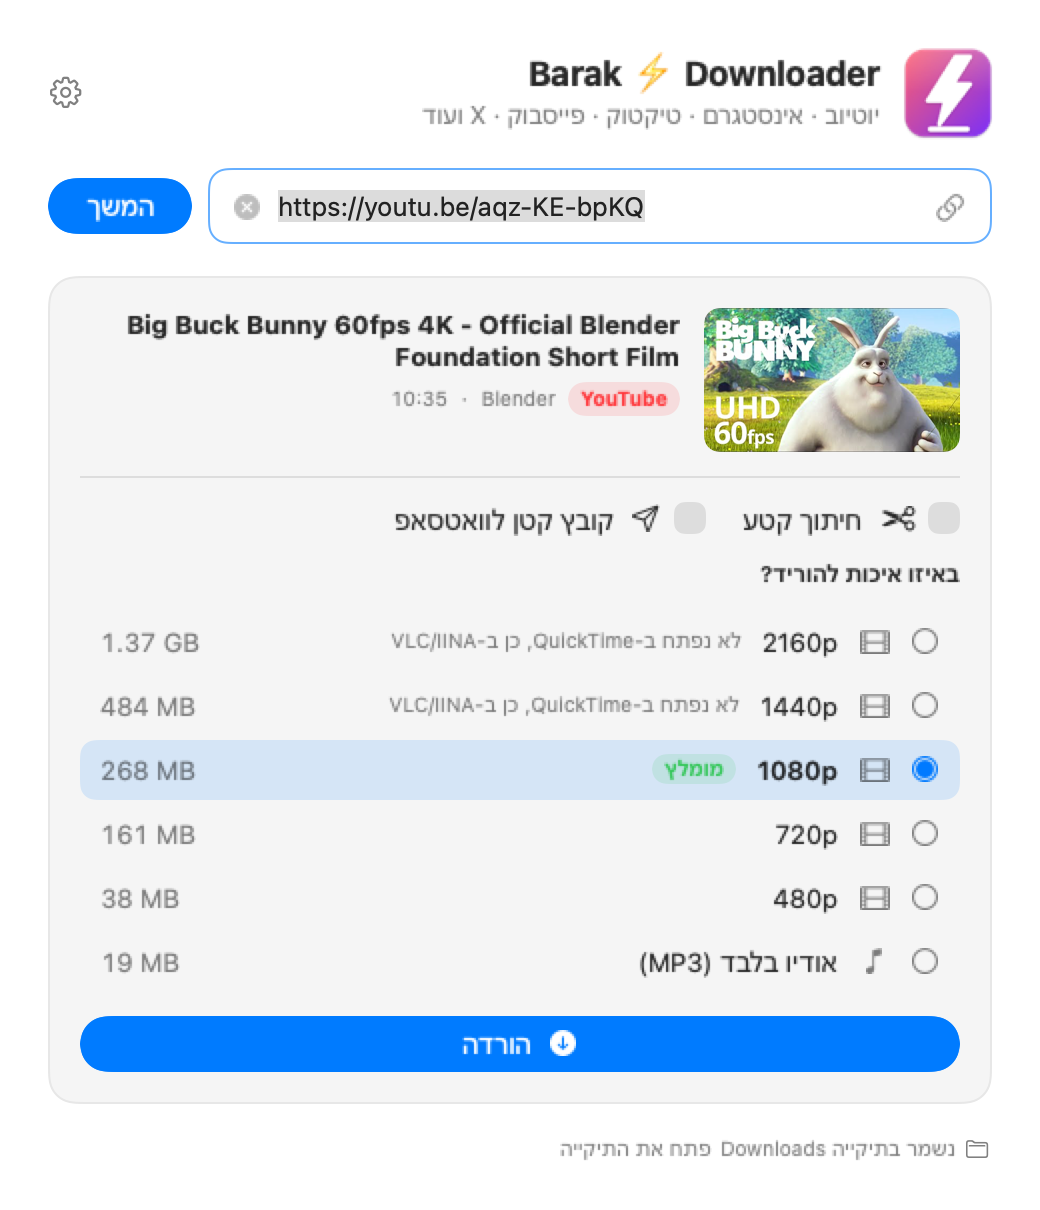 Barak ⚡ Downloader
יוטיוב · אינסטגרם · טיקטוק · פייסבוק · X ועוד
https://youtu.be/aqz-KE-bpKQ
המשך
Big Buck BUNNY
UHD
60fps
Big Buck Bunny 60fps 4K - Official Blender
Foundation Short Film
YouTube Blender · 10:35
חיתוך קטע
קובץ קטן לוואטסאפ
באיזו איכות להוריד?
2160p לא נפתח ב-QuickTime, כן ב-VLC/IINA 1.37 GB
1440p לא נפתח ב-QuickTime, כן ב-VLC/IINA 484 MB
1080p מומלץ 268 MB
720p 161 MB
480p 38 MB
אודיו בלבד (MP3) 19 MB
הורדה
נשמר בתיקייה Downloads פתח את התיקייה